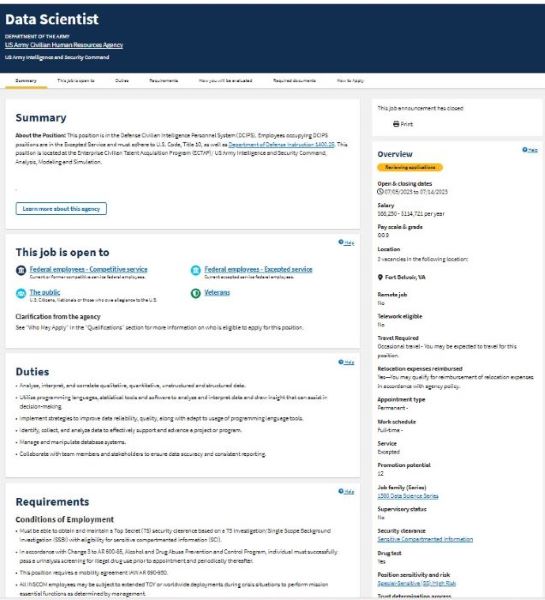 Data Scientist
DEPARTMENT OF THE ARMY
US Army Civilian Human Resources Agency
US Army Intelligence and Security Command
Summary
This job is open to
Duties
Requirements
How you will be evaluated
Required documents
How to Apply
Summary
About the Position: This position is in the Defense Civilian Intelligence Personnel System (DCIPS). Employees occupying DCIPS
positions are in the Excepted Service and must adhere to U.S. Code, Title 10, as well as Department of Defense Instruction 1400.25. This
position is located at the Enterprise Civilian Talent Acquisition Program (ECTAP)/ US Army Intelligence and Security Command,
Analysis, Modeling and Simulation.
.
Learn more about this agency
Help
This job is open to
Federal employees - Competitive service
Current or former competitive service federal employees.
Federal employees - Excepted service
Current excepted service federal employees.
The public
U.S. Citizens, Nationals or those who owe allegiance to the U.S.
Veterans
Clarification from the agency
See "Who May Apply" in the "Qualifications" section for more information on who is eligible to apply for this position.
Help
Duties
• Analyze, interpret, and correlate qualitative, quantitative, unstructured and structured data.
• Utilize programming languages, statistical tools and software to analyze and interpret data and draw insight that can assist in
decision-making.
• Implement strategies to improve data reliability, quality, along with adept to usage of programming language tools.
• Identify, collect, and analyze data to effectively support and advance a project or program.
• Manage and manipulate database systems.
• Collaborate with team members and stakeholders to ensure data accuracy and consistent reporting.
Help
Requirements
Conditions of Employment
• Must be able to obtain and maintain a Top Secret (TS) security clearance based on a T5 Investigation/ Single Scope Background
Investigation (SSBI) with eligibility for sensitive compartmented information (SCI).
• In accordance with Change 3 to AR 600-85, Alcohol and Drug Abuse Prevention and Control Program, individual must successfully
pass a urinalysis screening for illegal drug use prior to appointment and periodically thereafter.
• This position requires a mobility agreement IAW AR 690-950.
• All INSCOM employees may be subject to extended TDY or worldwide deployments during crisis situations to perform mission
essential functions as determined by management.
This job announcement has closed
Print
Help
Overview
Reviewing applications
Open & closing dates
07/05/2023 to 07/14/2023
Salary
per year
Pay scale & grade
GG 9
Location
vacancies in the following location:
Fort Belvoir, VA
Remote job
No
Telework eligible
No
Travel Required
Occasional travel - You may be expected to travel for this
position.
Relocation expenses reimbursed
Yes—You may qualify for reimbursement of relocation expenses
in accordance with agency policy.
Appointment type
Permanent -
Work schedule
Full-time -
Service
Excepted
Promotion potential
12
Job family (Series)
1560 Data Science Series
Supervisory status
No
Security clearance
Sensitive Compartmented Information
Drug test
Yes
Position sensitivity and risk
Special-Sensitive (SS)/High Risk
Trust determination process